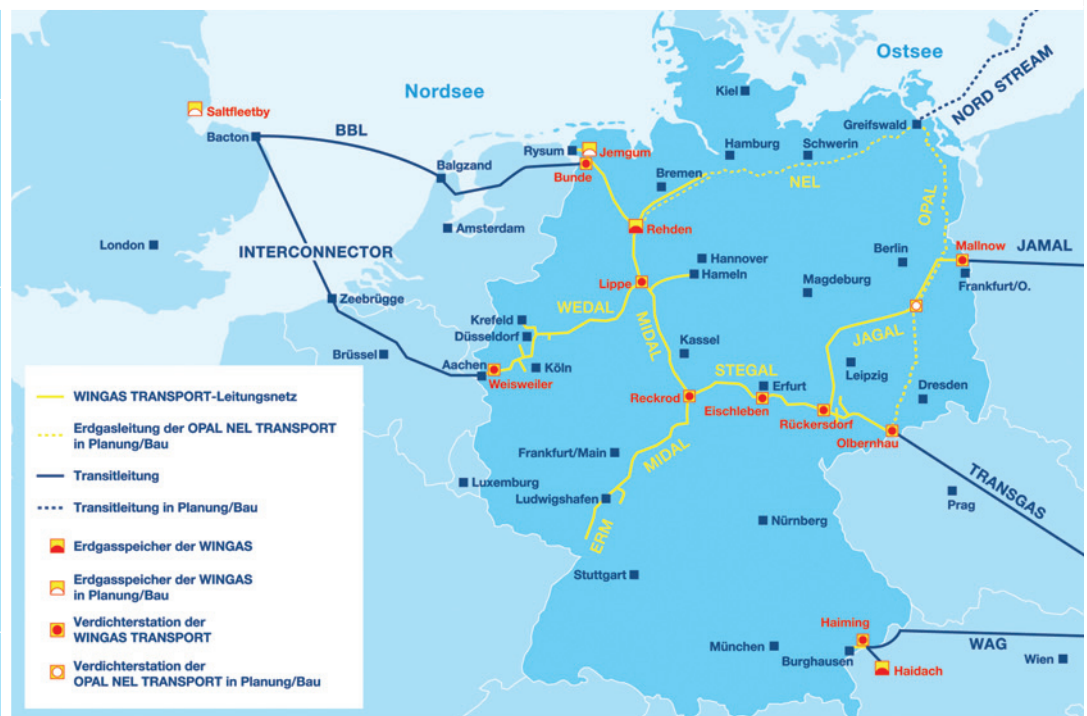 Ostsee
Nordsee
NORD STREAM
Kiel
Saltfleetby
Greifswald
Bacton
BBL
Rysum
Jemgum
Hamburg
Schwerin
Balgzand
Bunde
Bremen
NEL
OPAL
Amsterdam
Rehden
London
INTERCONNECTOR
Berlin
Mallnow
JAMAL
Hannover
Hameln
Frankfurt/O.
Lippe
Magdeburg
Zeebrügge
WEDAL
Krefeld
Düsseldorf
MIDAL
JAGAL
Kassel
Brüssel
Aachen
Köln
STEGAL
Leipzig
Weisweiler
Erfurt
Dresden
Reckrod
Eischleben
Rückersdorf
Olbernhau
Frankfurt/Main
MIDAL
TRANSGAS
Luxemburg
Ludwigshafen
Prag
Nürnberg
ERM
Stuttgart
Haiming
München
Burghausen
WAG
Wien
Haidach
WINGAS TRANSPORT-Leitungsnetz
Erdgasleitung der OPAL NEL TRANSPORT
in Planung/Bau
Transitleitung
Transitleitung in Planung/Bau
Erdgasspeicher der WINGAS
Erdgasspeicher der WINGAS
in Planung/Bau
Verdichterstation der
WINGAS TRANSPORT
Verdichterstation der
OPAL NEL TRANSPORT in Planung/Bau